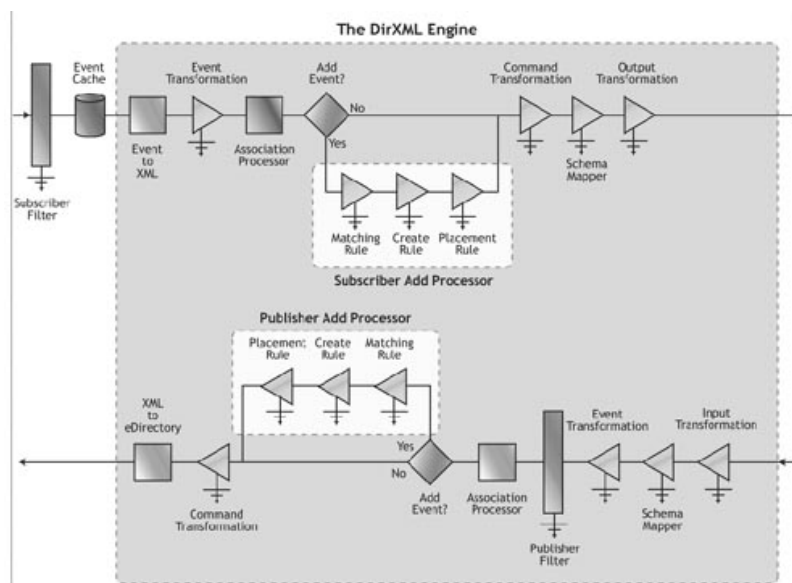 The DirXML Engine
Event
Cache
Event
Transformation
Add
Event?
Command
Transformation
Output
Transformation
No
Yes
Event
to
XML
Association
Processor
Schema
Mapper
Subscriber
Filter
Matching
Rule
Create
Rule
Placement
Rule
Subscriber Add Processor
Publisher Add Processor
Placement
Rule
Create
Rule
Matching
Rule
XML
to
eDirectory
Event
Transformation
Input
Transformation
Yes
No
Command
Transformation
Add
Event?
Association
Processor
Schema
Mapper
Publisher
Filter